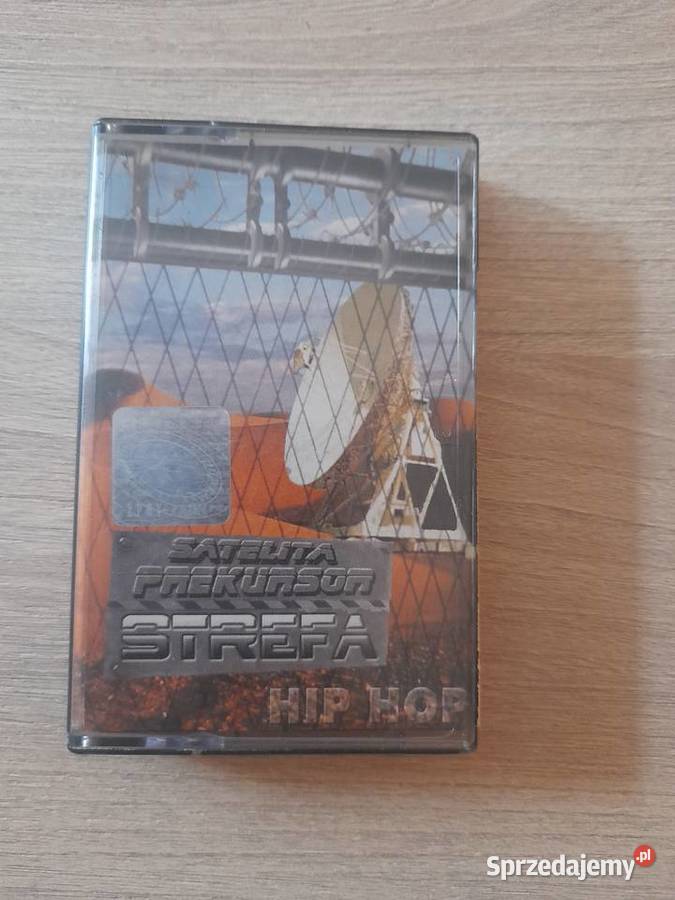 SATELITA
PREKURSOR
STREFA
HIP HOP
Sprzedajemy.pl